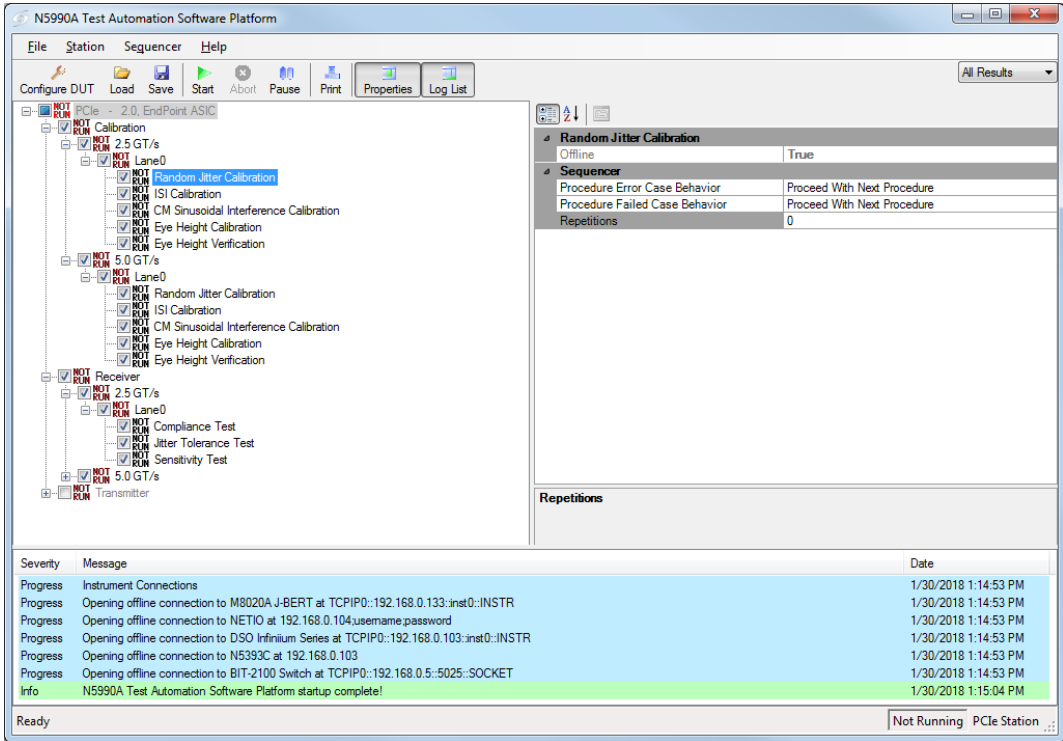 N5990A Test Automation Software Platform
File Station Sequencer Help
Configure DUT Load Save Start Abort Pause Print Properties Log List All Results
NOT RUN PCIe - 2.0, EndPoint ASIC
NOT RUN Calibration
NOT RUN 2.5 GT/s
NOT RUN Lane0
NOT RUN Random Jitter Calibration
NOT RUN ISI Calibration
NOT RUN CM Sinusoidal Interference Calibration
NOT RUN Eye Height Calibration
NOT RUN Eye Height Verification
NOT RUN 5.0 GT/s
NOT RUN Lane0
NOT RUN Random Jitter Calibration
NOT RUN ISI Calibration
NOT RUN CM Sinusoidal Interference Calibration
NOT RUN Eye Height Calibration
NOT RUN Eye Height Verification
NOT RUN Receiver
NOT RUN 2.5 GT/s
NOT RUN Lane0
NOT RUN Compliance Test
NOT RUN Jitter Tolerance Test
NOT RUN Sensitivity Test
NOT RUN 5.0 GT/s
NOT RUN Transmitter
Random Jitter Calibration
Offline True
Sequencer
Procedure Error Case Behavior Proceed With Next Procedure
Procedure Failed Case Behavior Proceed With Next Procedure
Repetitions 0
Repetitions
Severity Message Date
Progress Instrument Connections 1/30/2018 1:14:53 PM
Progress Opening offline connection to M8020A J-BERT at TCPIP0::192.168.0.133::inst0::INSTR 1/30/2018 1:14:53 PM
Progress Opening offline connection to NETIO at 192.168.0.104;username;password 1/30/2018 1:14:53 PM
Progress Opening offline connection to DSO Infiniium Series at TCPIP0::192.168.0.103::inst0::INSTR 1/30/2018 1:14:53 PM
Progress Opening offline connection to N5393C at 192.168.0.103 1/30/2018 1:14:53 PM
Progress Opening offline connection to BIT-2100 Switch at TCPIP0::192.168.0.5::5025::SOCKET 1/30/2018 1:14:53 PM
Info N5990A Test Automation Software Platform startup complete! 1/30/2018 1:15:04 PM
Ready Not Running PCIe Station